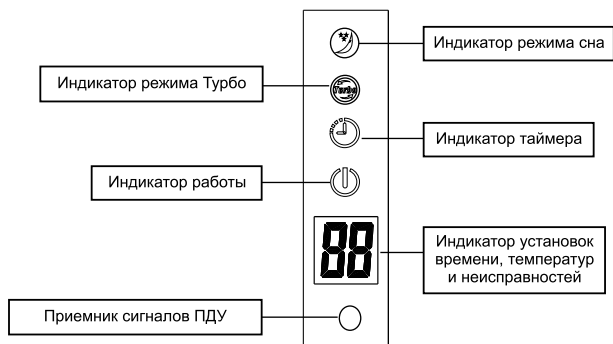 Индикатор режима сна
Индикатор режима Турбо
Turbo
Индикатор таймера
Индикатор работы
88
Индикатор установок
времени, температур
и неисправностей
Приемник сигналов ПДУ